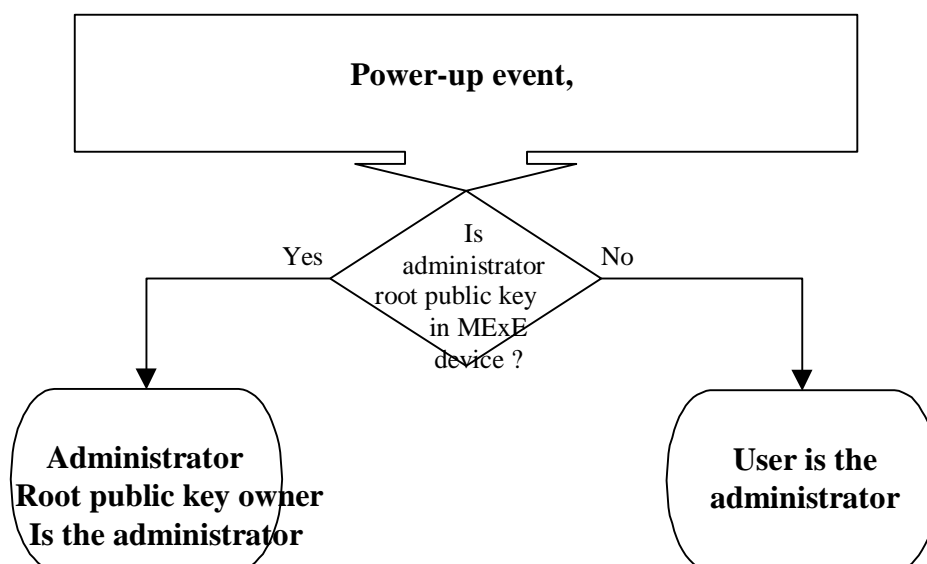 Power-up event,
Yes
Is
administrator
root public key
in MExE
device ?
No
Administrator
Root public key owner
Is the administrator
User is the
administrator